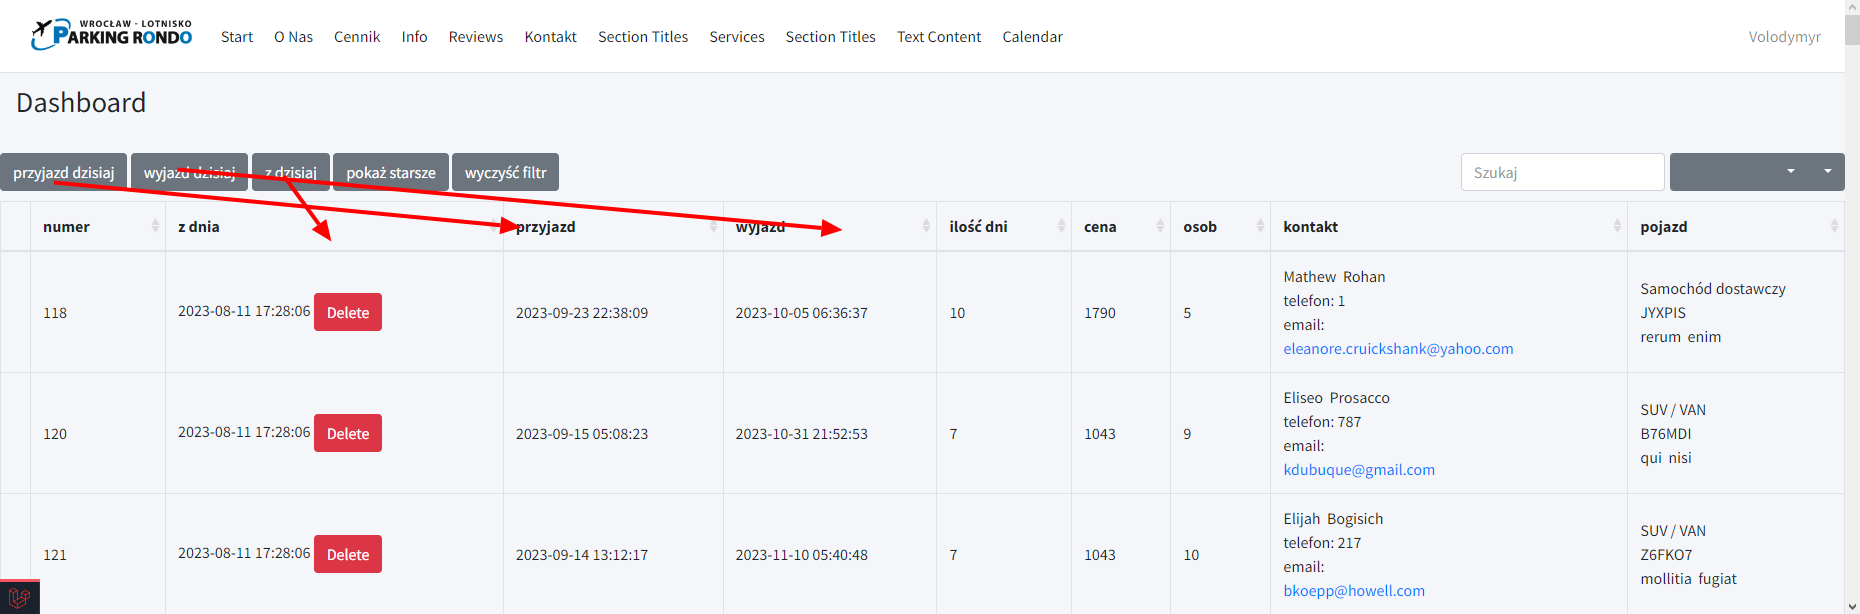 WROCŁAW - LOTNISKO
PARKING RONDO
Start O Nas Cennik Info Reviews Kontakt Section Titles Services Section Titles Text Content Calendar Volodymyr
Dashboard
przyjazd dzisiaj wyjazd dzisiaj z dzisiaj pokaż starsze wyczyść filtr Szukaj
numer z dnia przyjazd wyjazd ilość dni cena osob kontakt pojazd
118 2023-08-11 17:28:06 Delete 2023-09-23 22:38:09 2023-10-05 06:36:37 10 1790 5
Mathew Rohan
telefon: 1
email:
eleanore.cruickshank@yahoo.com
Samochód dostawczy
JYXPIS
rerum enim
120 2023-08-11 17:28:06 Delete 2023-09-15 05:08:23 2023-10-31 21:52:53 7 1043 9
Eliseo Prosacco
telefon: 787
email:
kdubuque@gmail.com
SUV / VAN
B76MDI
qui nisi
121 2023-08-11 17:28:06 Delete 2023-09-14 13:12:17 2023-11-10 05:40:48 7 1043 10
Elijah Bogisich
telefon: 217
email:
bkoepp@howell.com
SUV / VAN
Z6FKO7
mollitia fugiat